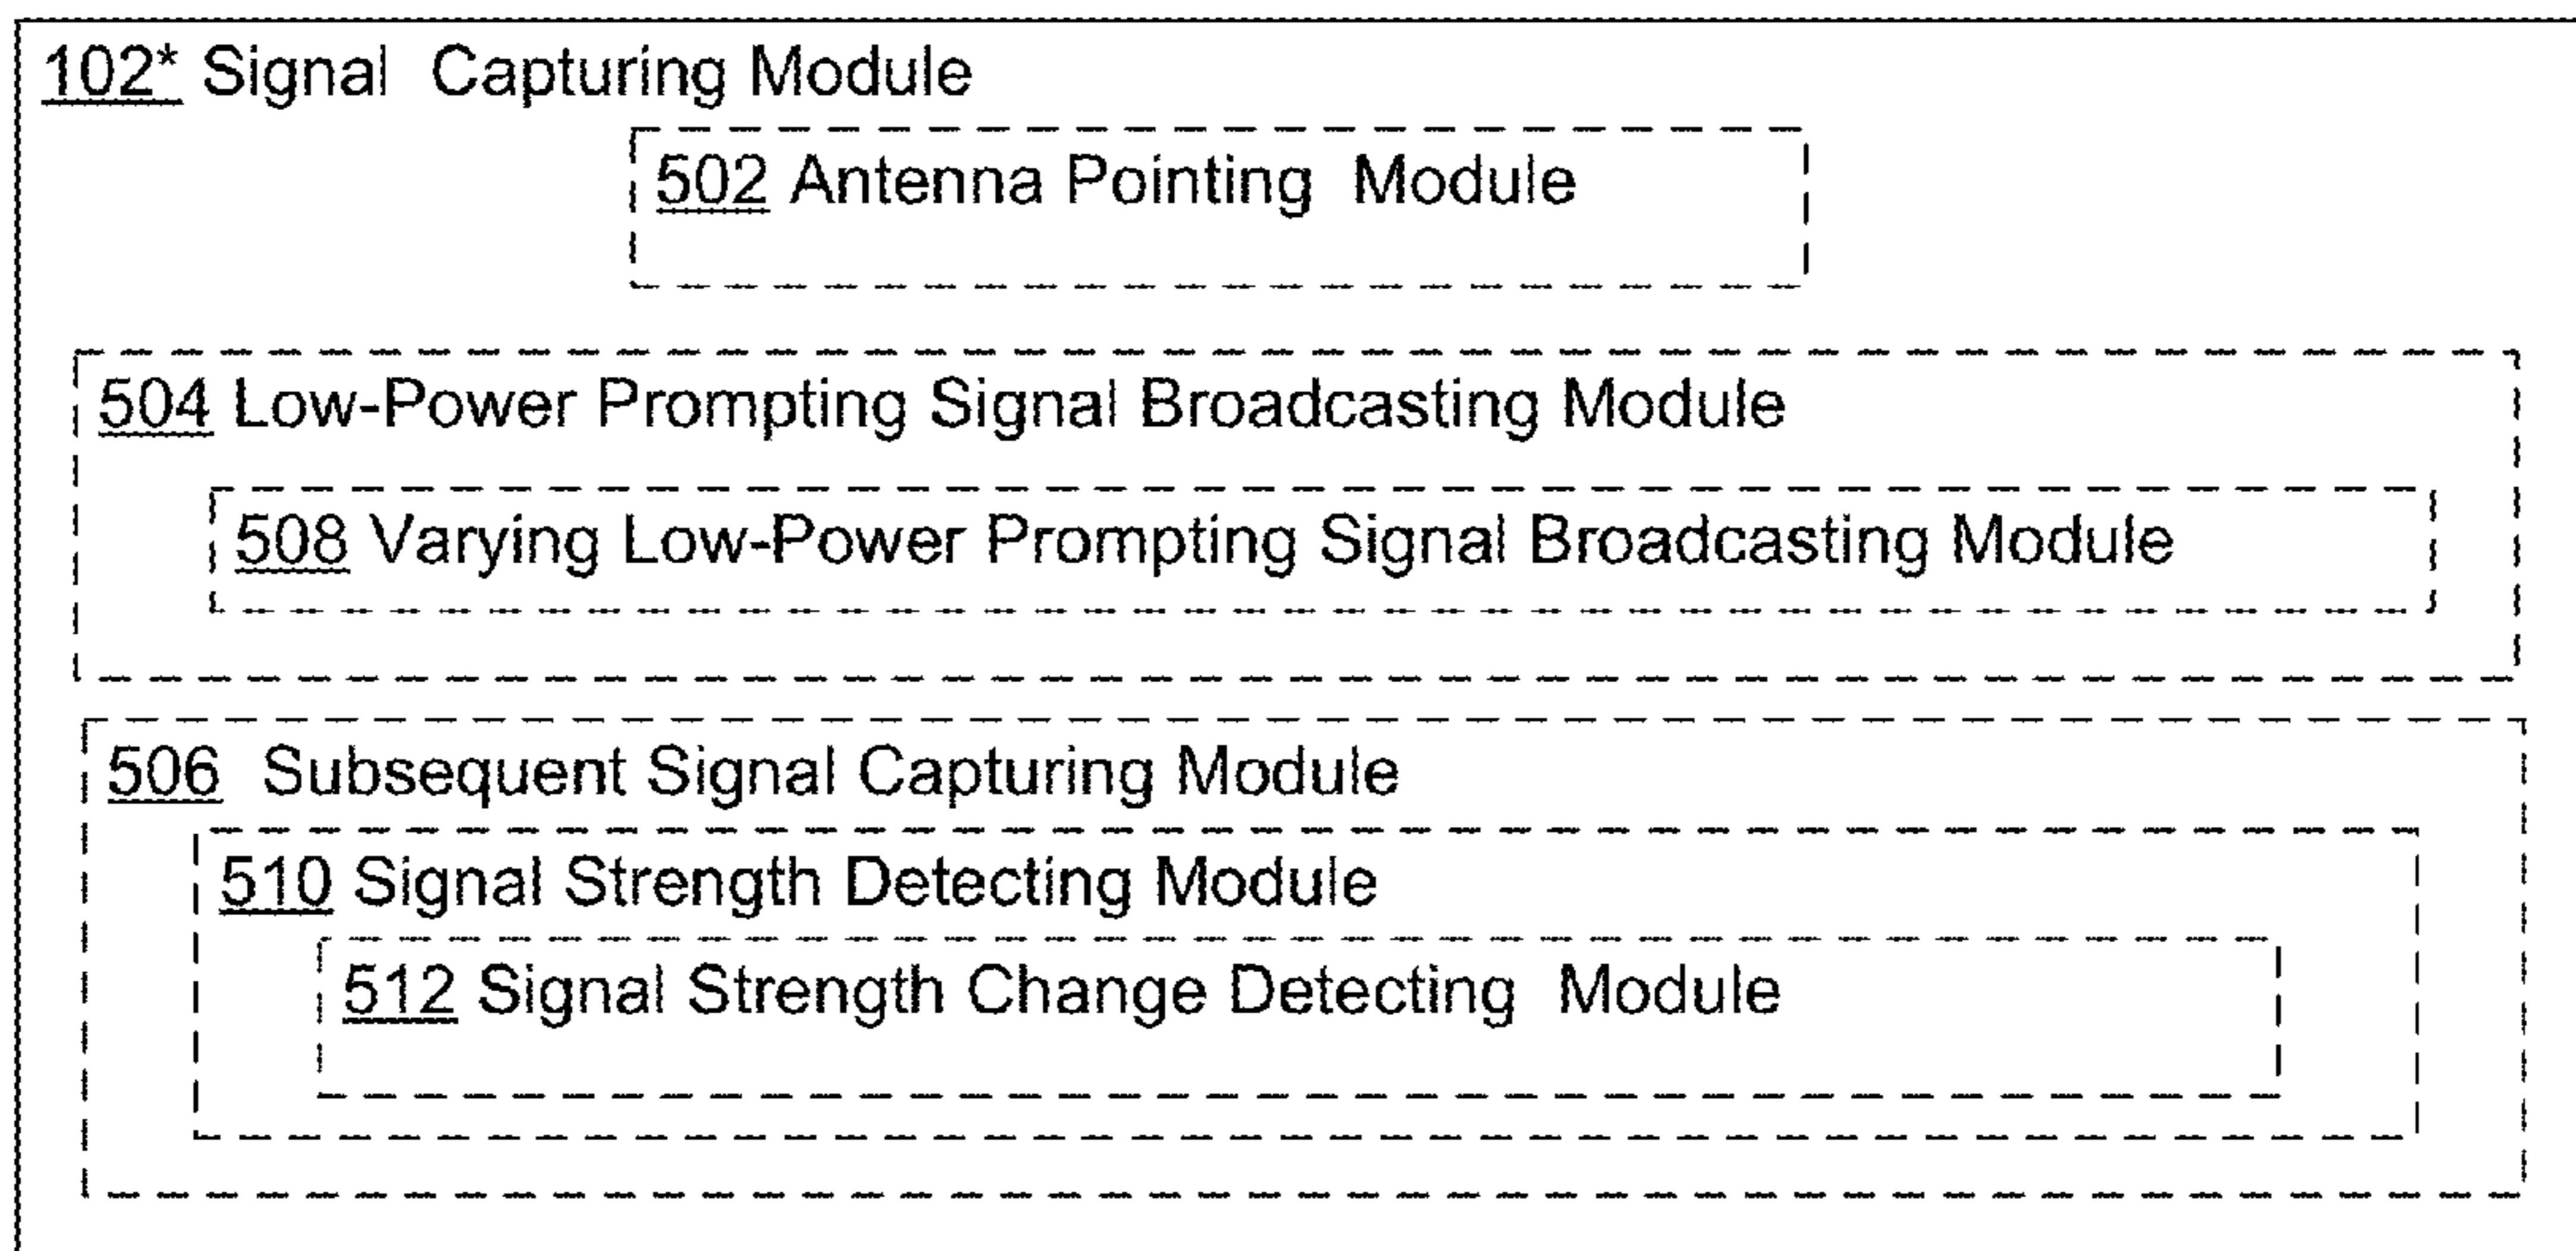 102* Signal Capturing Module
502 Antenna Pointing Module
504 Low-Power Prompting Signal Broadcasting Module
508 Varying Low-Power Prompting Signal Broadcasting Module
506 Subsequent Signal Capturing Module
510 Signal Strength Detecting Module
512 Signal Strength Change Detecting Module